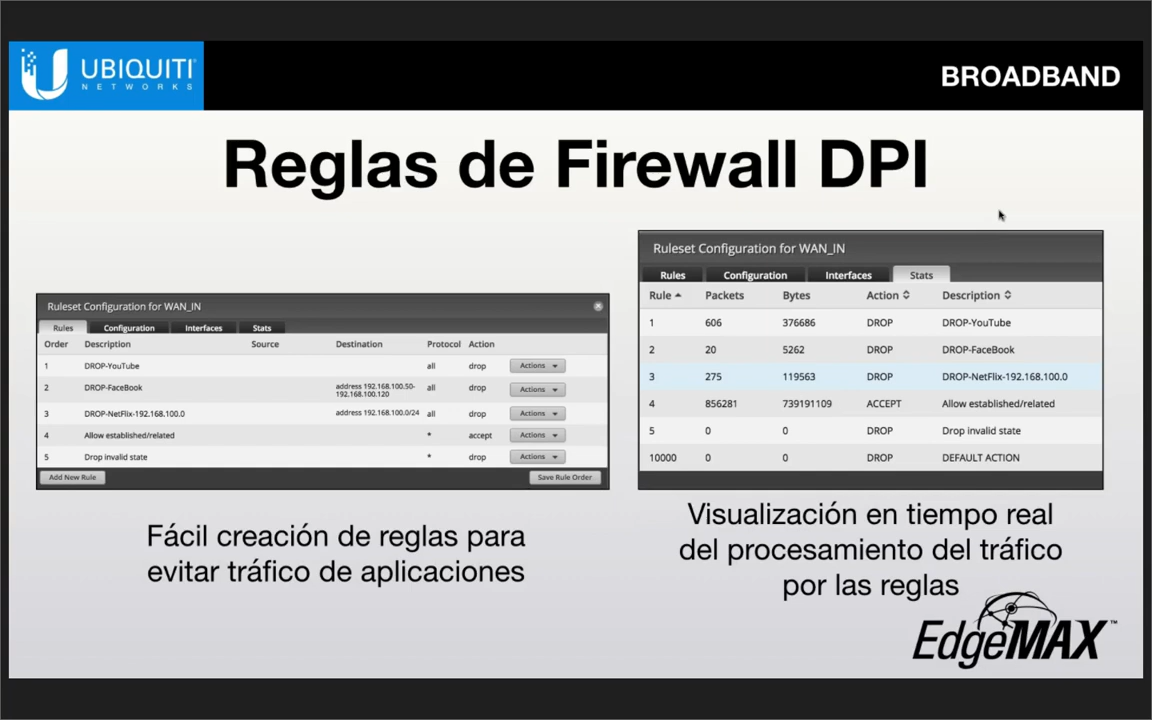 UBIQUITI
NETWORKS
BROADBAND
Reglas de Firewall DPI
Ruleset Configuration for WAN_IN
Rules Configuration Interfaces Stats
Order Description Source Destination Protocol Action
1 DROP-YouTube all drop Actions
2 DROP-FaceBook address 192.168.100.50-192.168.100.120 all drop Actions
3 DROP-NetFlix-192.168.100.0 address 192.168.100.0/24 all drop Actions
4 Allow established/related * accept Actions
5 Drop invalid state * drop Actions
Add New Rule Save Rule Order
Fácil creación de reglas para
evitar tráfico de aplicaciones
Ruleset Configuration for WAN_IN
Rules Configuration Interfaces Stats
Rule Packets Bytes Action Description
1 606 376686 DROP DROP-YouTube
2 20 5262 DROP DROP-FaceBook
3 275 119563 DROP DROP-NetFlix-192.168.100.0
4 856281 739191109 ACCEPT Allow established/related
5 0 0 DROP Drop invalid state
10000 0 0 DROP DEFAULT ACTION
Visualización en tiempo real
del procesamiento del tráfico
por las reglas
EdgeMAX™